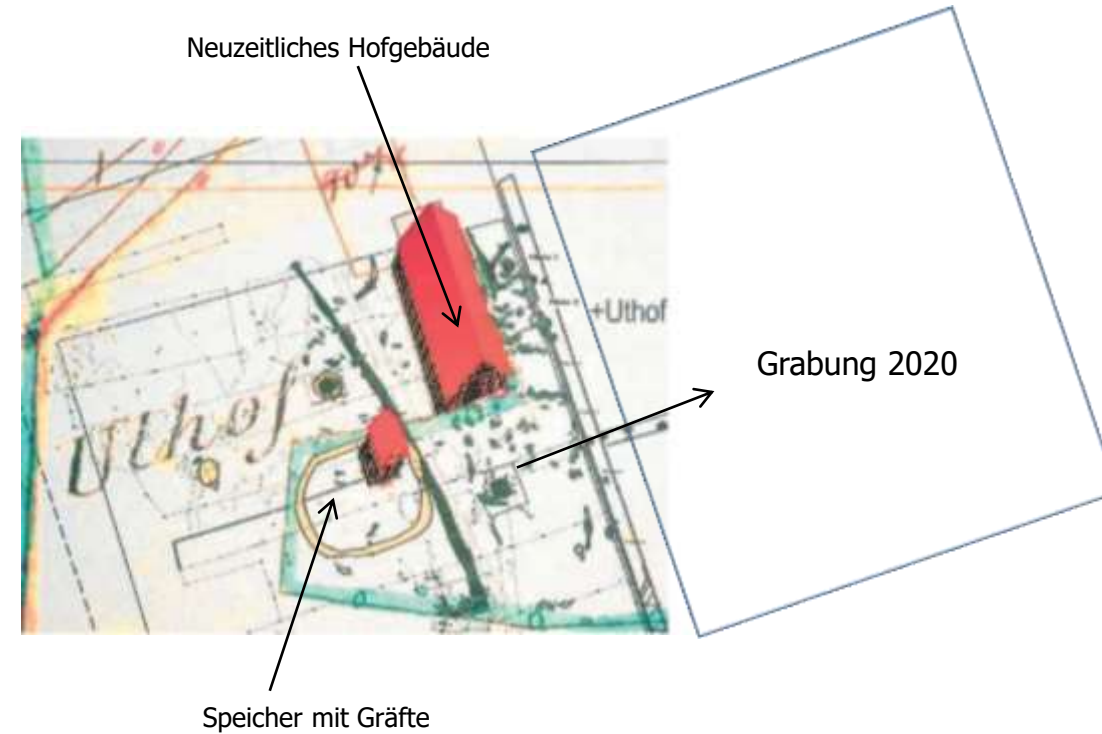 Neuzeitliches Hofgebäude
+Uthof
Grabung 2020
Uthof
Speicher mit Gräfte